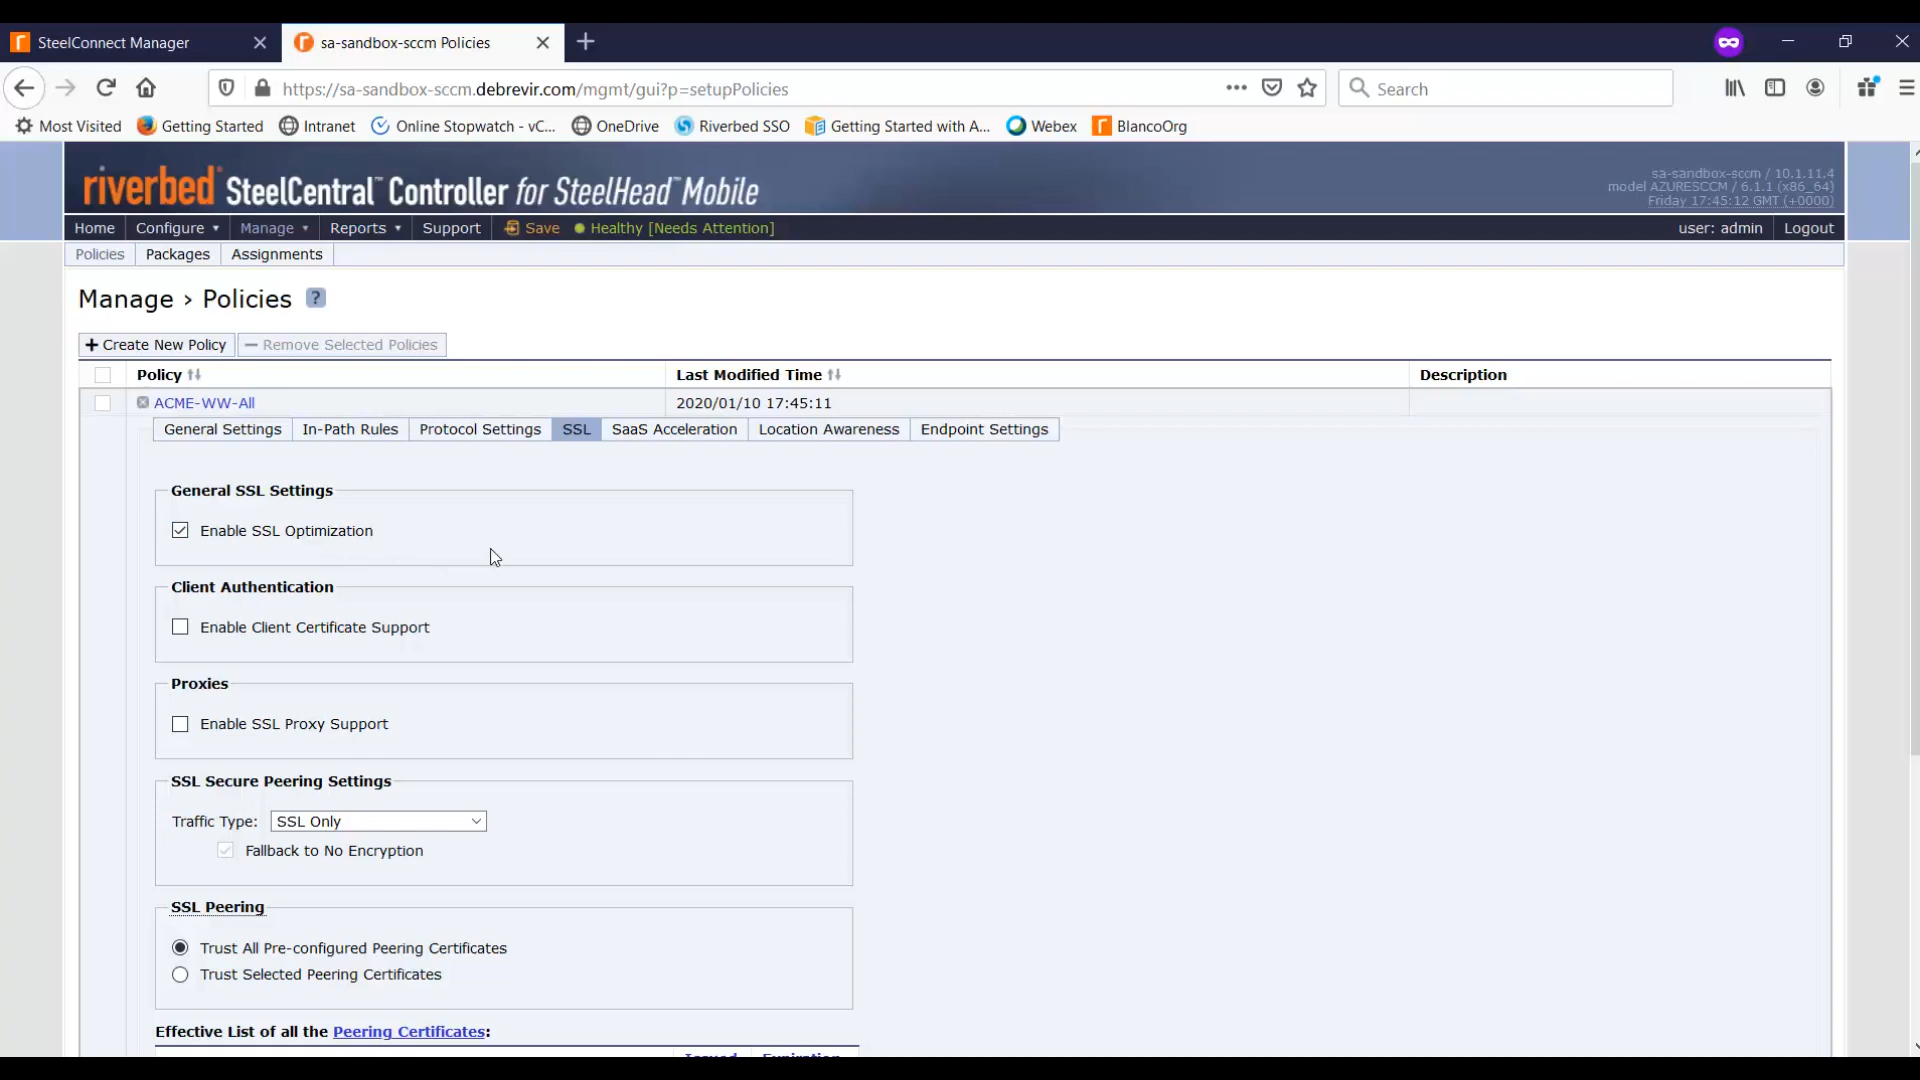 SteelConnect Manager
sa-sandbox-sccm Policies
https://sa-sandbox-sccm.debrevir.com/mgmt/gui?p=setupPolicies
Search
Most Visited Getting Started Intranet Online Stopwatch - vC... OneDrive Riverbed SSO Getting Started with A... Webex BlancoOrg
riverbed SteelCentral™ Controller for SteelHead™ Mobile
sa-sandbox-sccm / 10.1.11.4
model AZURESCCM / 6.1.1 (x86_64)
Friday 17:45:12 GMT (+0000)
Home Configure Manage Reports Support Save Healthy [Needs Attention] user: admin Logout
Policies Packages Assignments
Manage › Policies ?
+ Create New Policy − Remove Selected Policies
Policy Last Modified Time Description
ACME-WW-All 2020/01/10 17:45:11
General Settings In-Path Rules Protocol Settings SSL SaaS Acceleration Location Awareness Endpoint Settings
General SSL Settings
Enable SSL Optimization
Client Authentication
Enable Client Certificate Support
Proxies
Enable SSL Proxy Support
SSL Secure Peering Settings
Traffic Type: SSL Only
Fallback to No Encryption
SSL Peering
Trust All Pre-configured Peering Certificates
Trust Selected Peering Certificates
Effective List of all the Peering Certificates:
Issued Expiration